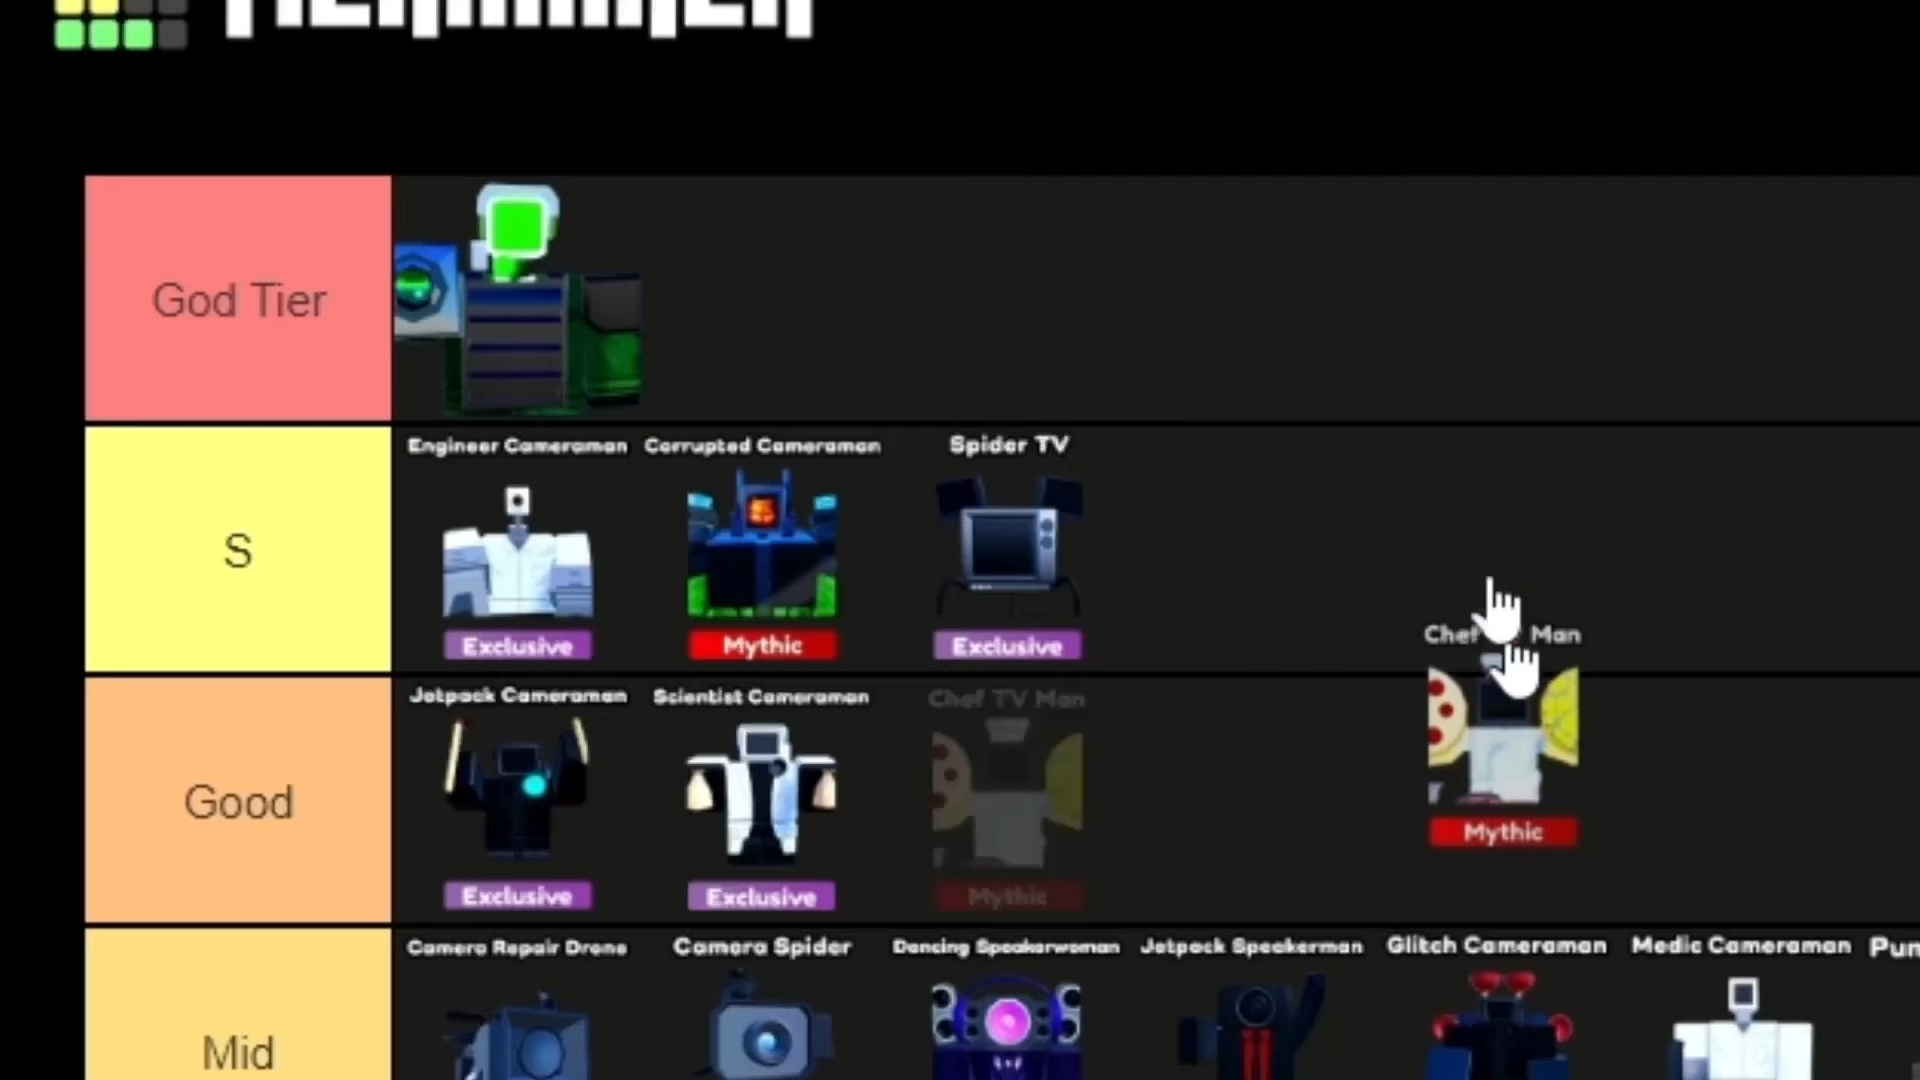 God Tier
S
Engineer Cameraman
Exclusive
Corrupted Cameraman
Mythic
Spider TV
Exclusive
Good
Jetpack Cameraman
Exclusive
Scientist Cameraman
Exclusive
Chef TV Man
Mythic
Chef Man
Mythic
Mid
Camera Repair Drone
Camera Spider
Dancing Speakerwoman
Jetpack Speakerman
Glitch Cameraman
Medic Cameraman